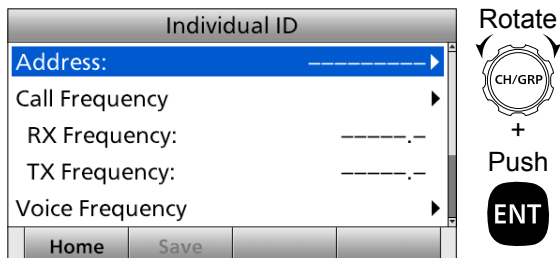 Individual ID
Address: –––––––––
Call Frequency
RX Frequency: –––––.–
TX Frequency: –––––.–
Voice Frequency
Home Save
Rotate
CH/GRP
+
Push
ENT